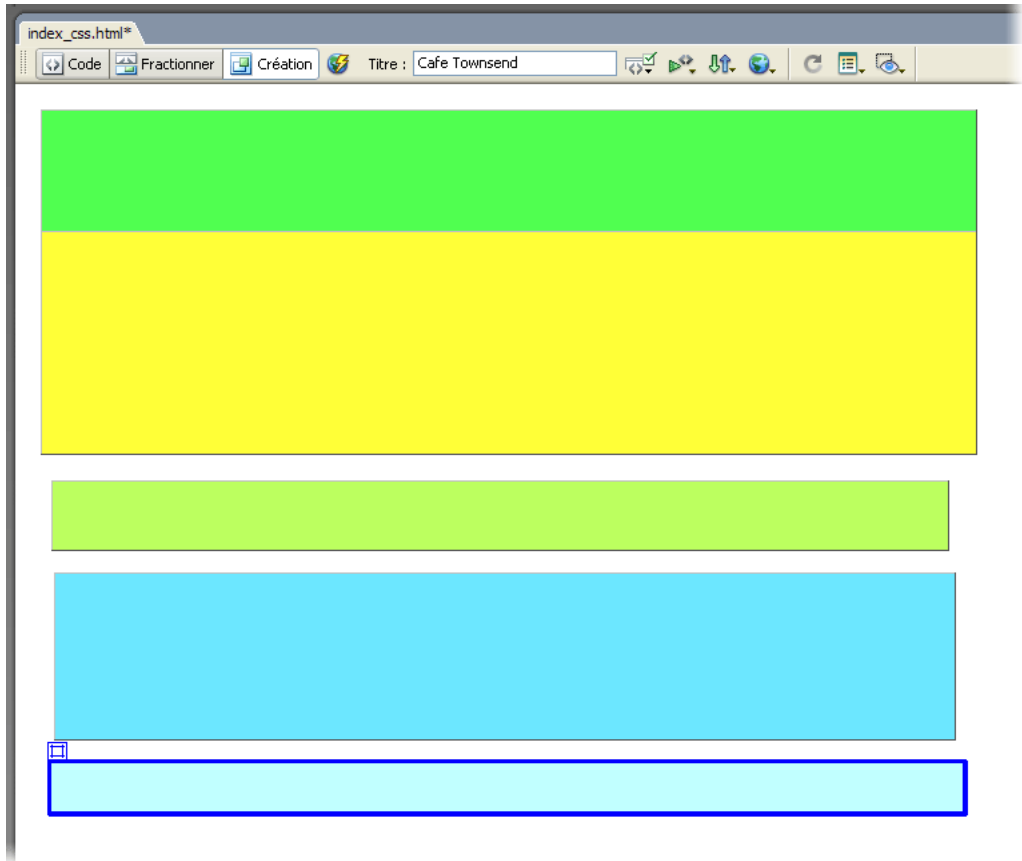 index_css.html*
Code Fractionner Création Titre : Cafe Townsend